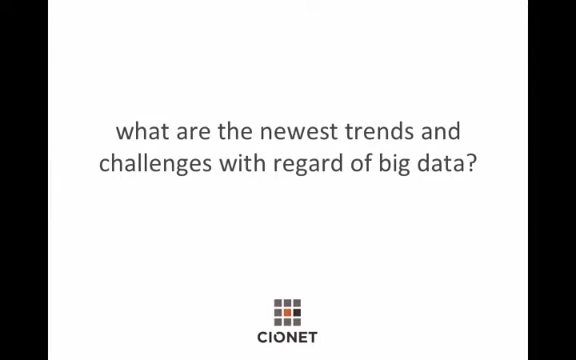 what are the newest trends and
challenges with regard of big data?
CIONET